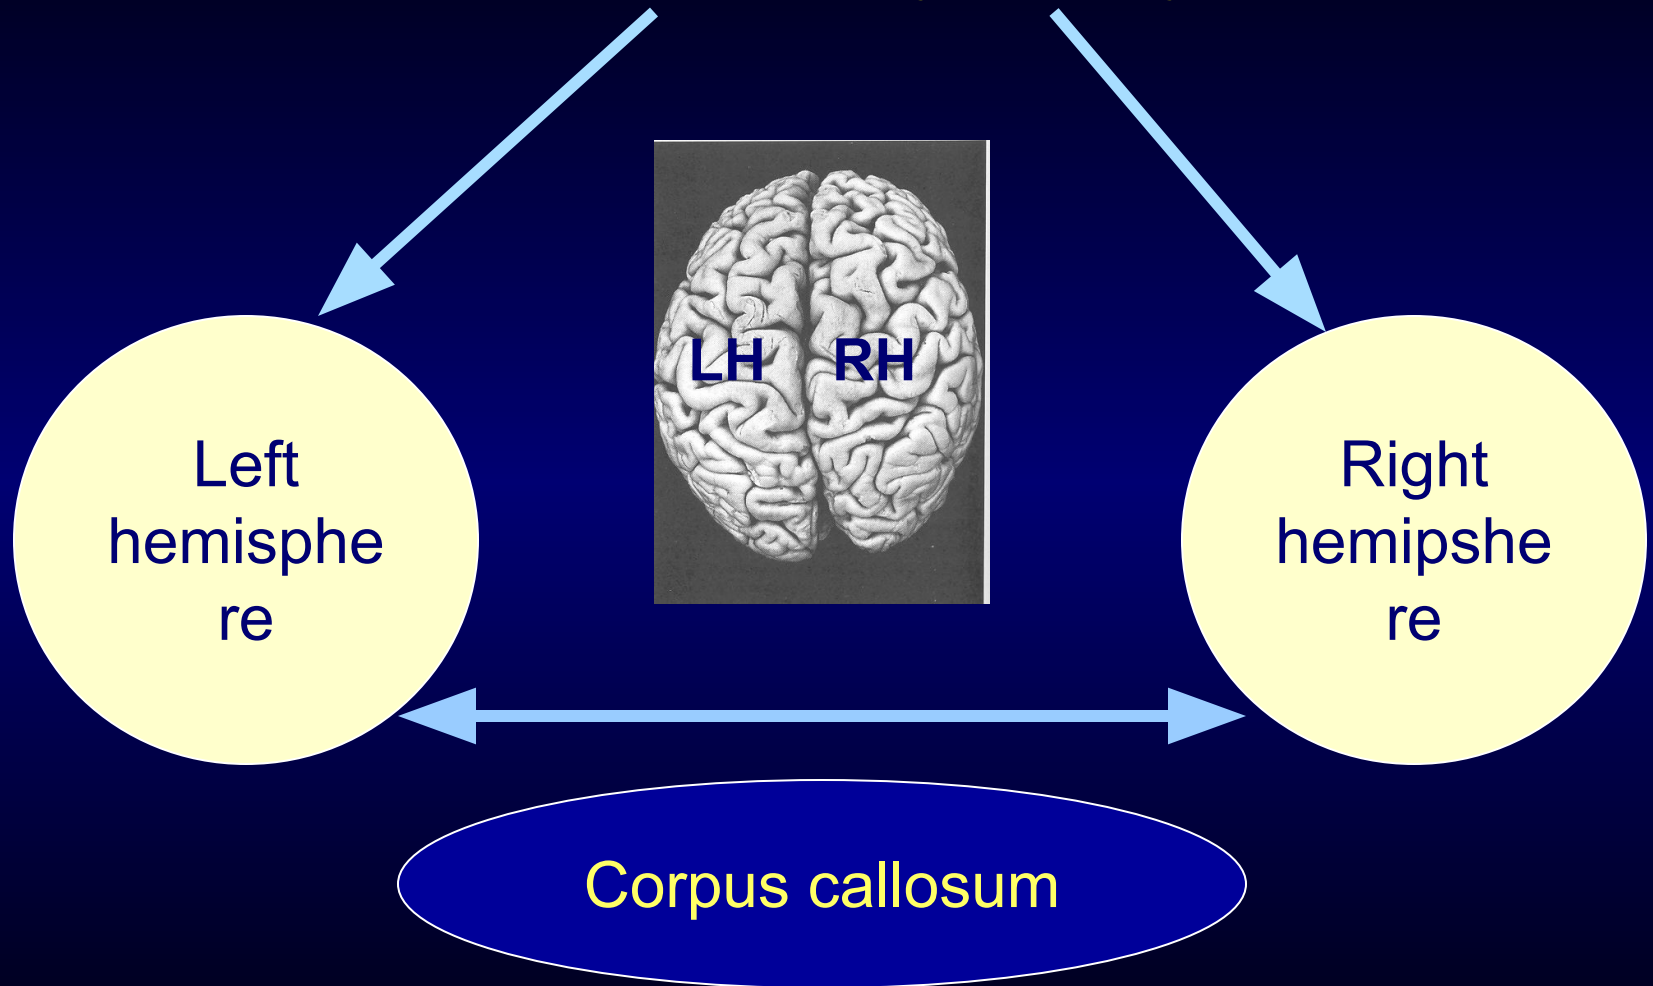 LH RH
Left
hemisphe
re
Right
hemipshe
re
Corpus callosum